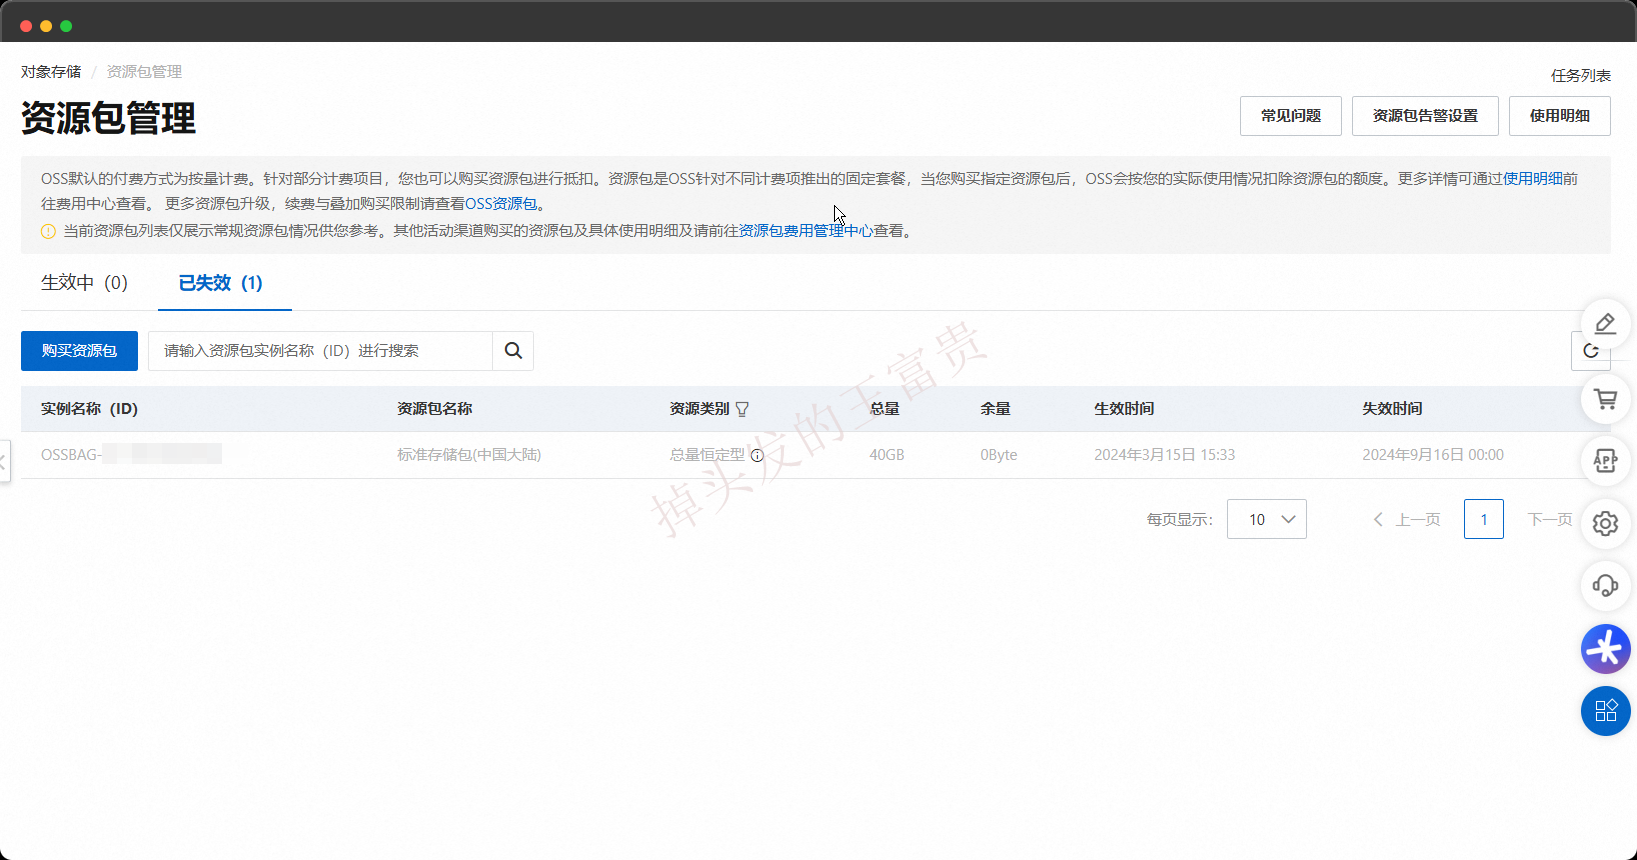 对象存储 / 资源包管理
任务列表
资源包管理
常见问题
资源包告警设置
使用明细
OSS默认的付费方式为按量计费。针对部分计费项目，您也可以购买资源包进行抵扣。资源包是OSS针对不同计费项推出的固定套餐，当您购买指定资源包后，OSS会按您的实际使用情况扣除资源包的额度。更多详情可通过使用明细前
往费用中心查看。 更多资源包升级，续费与叠加购买限制请查看OSS资源包。
当前资源包列表仅展示常规资源包情况供您参考。其他活动渠道购买的资源包及具体使用明细及请前往资源包费用管理中心查看。
生效中（0） 已失效（1）
购买资源包
请输入资源包实例名称（ID）进行搜索
实例名称（ID） 资源包名称 资源类别 总量 余量 生效时间 失效时间
OSSBAG- 标准存储包(中国大陆) 总量恒定型 40GB 0Byte 2024年3月15日 15:33 2024年9月16日 00:00
每页显示： 10 上一页 1 下一页
APP
掉头发的王富贵